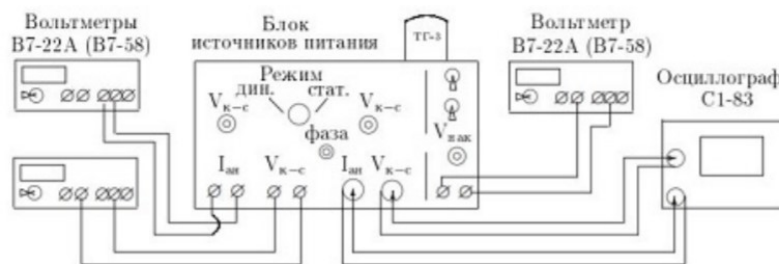 Вольтметры
В7-22А (В7-58)
Блок
источников питания
ТГ-3
Вольтметр
В7-22А (В7-58)
Осциллограф
С1-83
Режим
дин. стат.
Vк−с
Vк−с
фаза
Vнак
Iан Vк−с Iан Vк−с